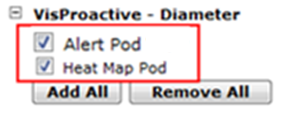 VisProactive - Diameter
Alert Pod
Heat Map Pod
Add All Remove All